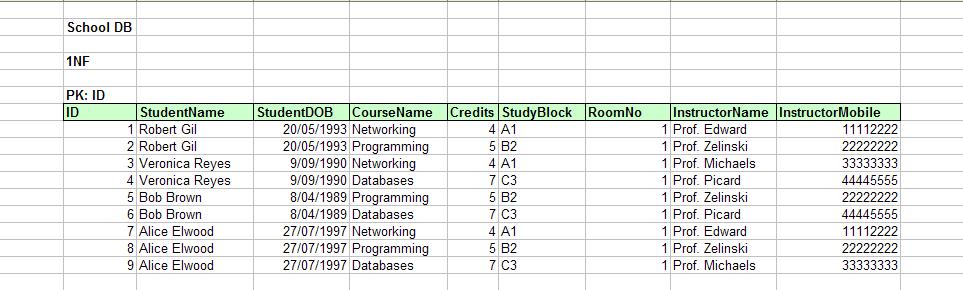 School DB
1NF
PK: ID
ID StudentName StudentDOB CourseName Credits StudyBlock RoomNo InstructorName InstructorMobile
1 Robert Gil 20/05/1993 Networking 4 A1 1 Prof. Edward 11112222
2 Robert Gil 20/05/1993 Programming 5 B2 1 Prof. Zelinski 22222222
3 Veronica Reyes 9/09/1990 Networking 4 A1 1 Prof. Michaels 33333333
4 Veronica Reyes 9/09/1990 Databases 7 C3 1 Prof. Picard 44445555
5 Bob Brown 8/04/1989 Programming 5 B2 1 Prof. Zelinski 22222222
6 Bob Brown 8/04/1989 Databases 7 C3 1 Prof. Picard 44445555
7 Alice Elwood 27/07/1997 Networking 4 A1 1 Prof. Edward 11112222
8 Alice Elwood 27/07/1997 Programming 5 B2 1 Prof. Zelinski 22222222
9 Alice Elwood 27/07/1997 Databases 7 C3 1 Prof. Michaels 33333333